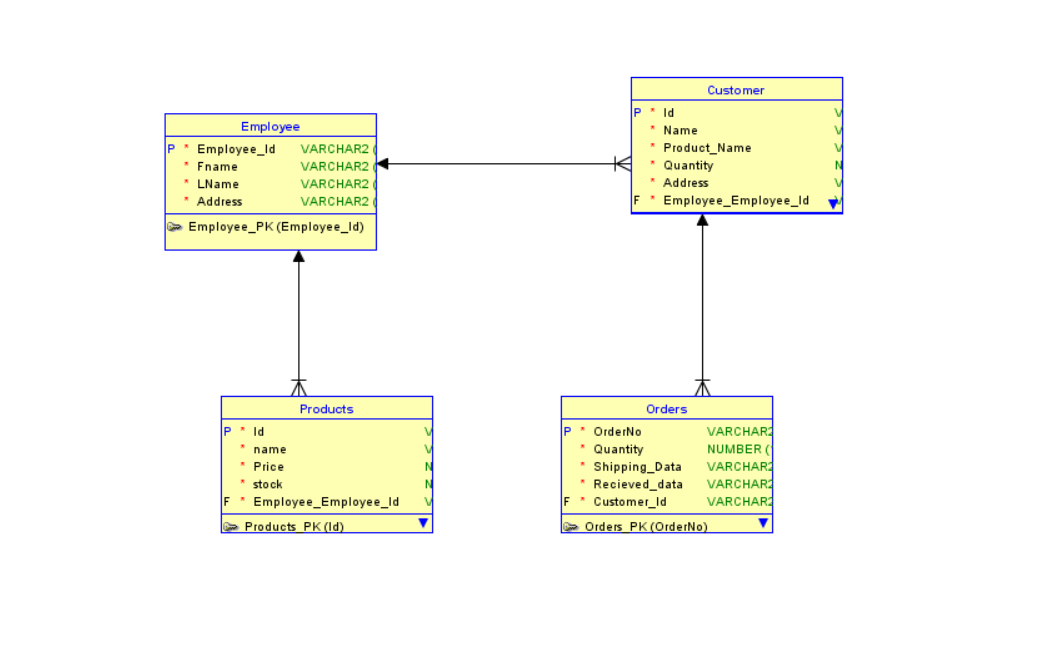 Customer
P * Id V
* Name V
* Product_Name V
* Quantity N
* Address V
F * Employee_Employee_Id V
Employee
P * Employee_Id VARCHAR2 (
* Fname VARCHAR2 (
* LName VARCHAR2 (
* Address VARCHAR2 (
Employee_PK (Employee_Id)
Products
P * Id V
* name V
* Price N
* stock N
F * Employee_Employee_Id V
Products_PK (Id)
Orders
P * OrderNo VARCHAR2
* Quantity NUMBER (
* Shipping_Data VARCHAR2
* Recieved_data VARCHAR2
F * Customer_Id VARCHAR2
Orders_PK (OrderNo)